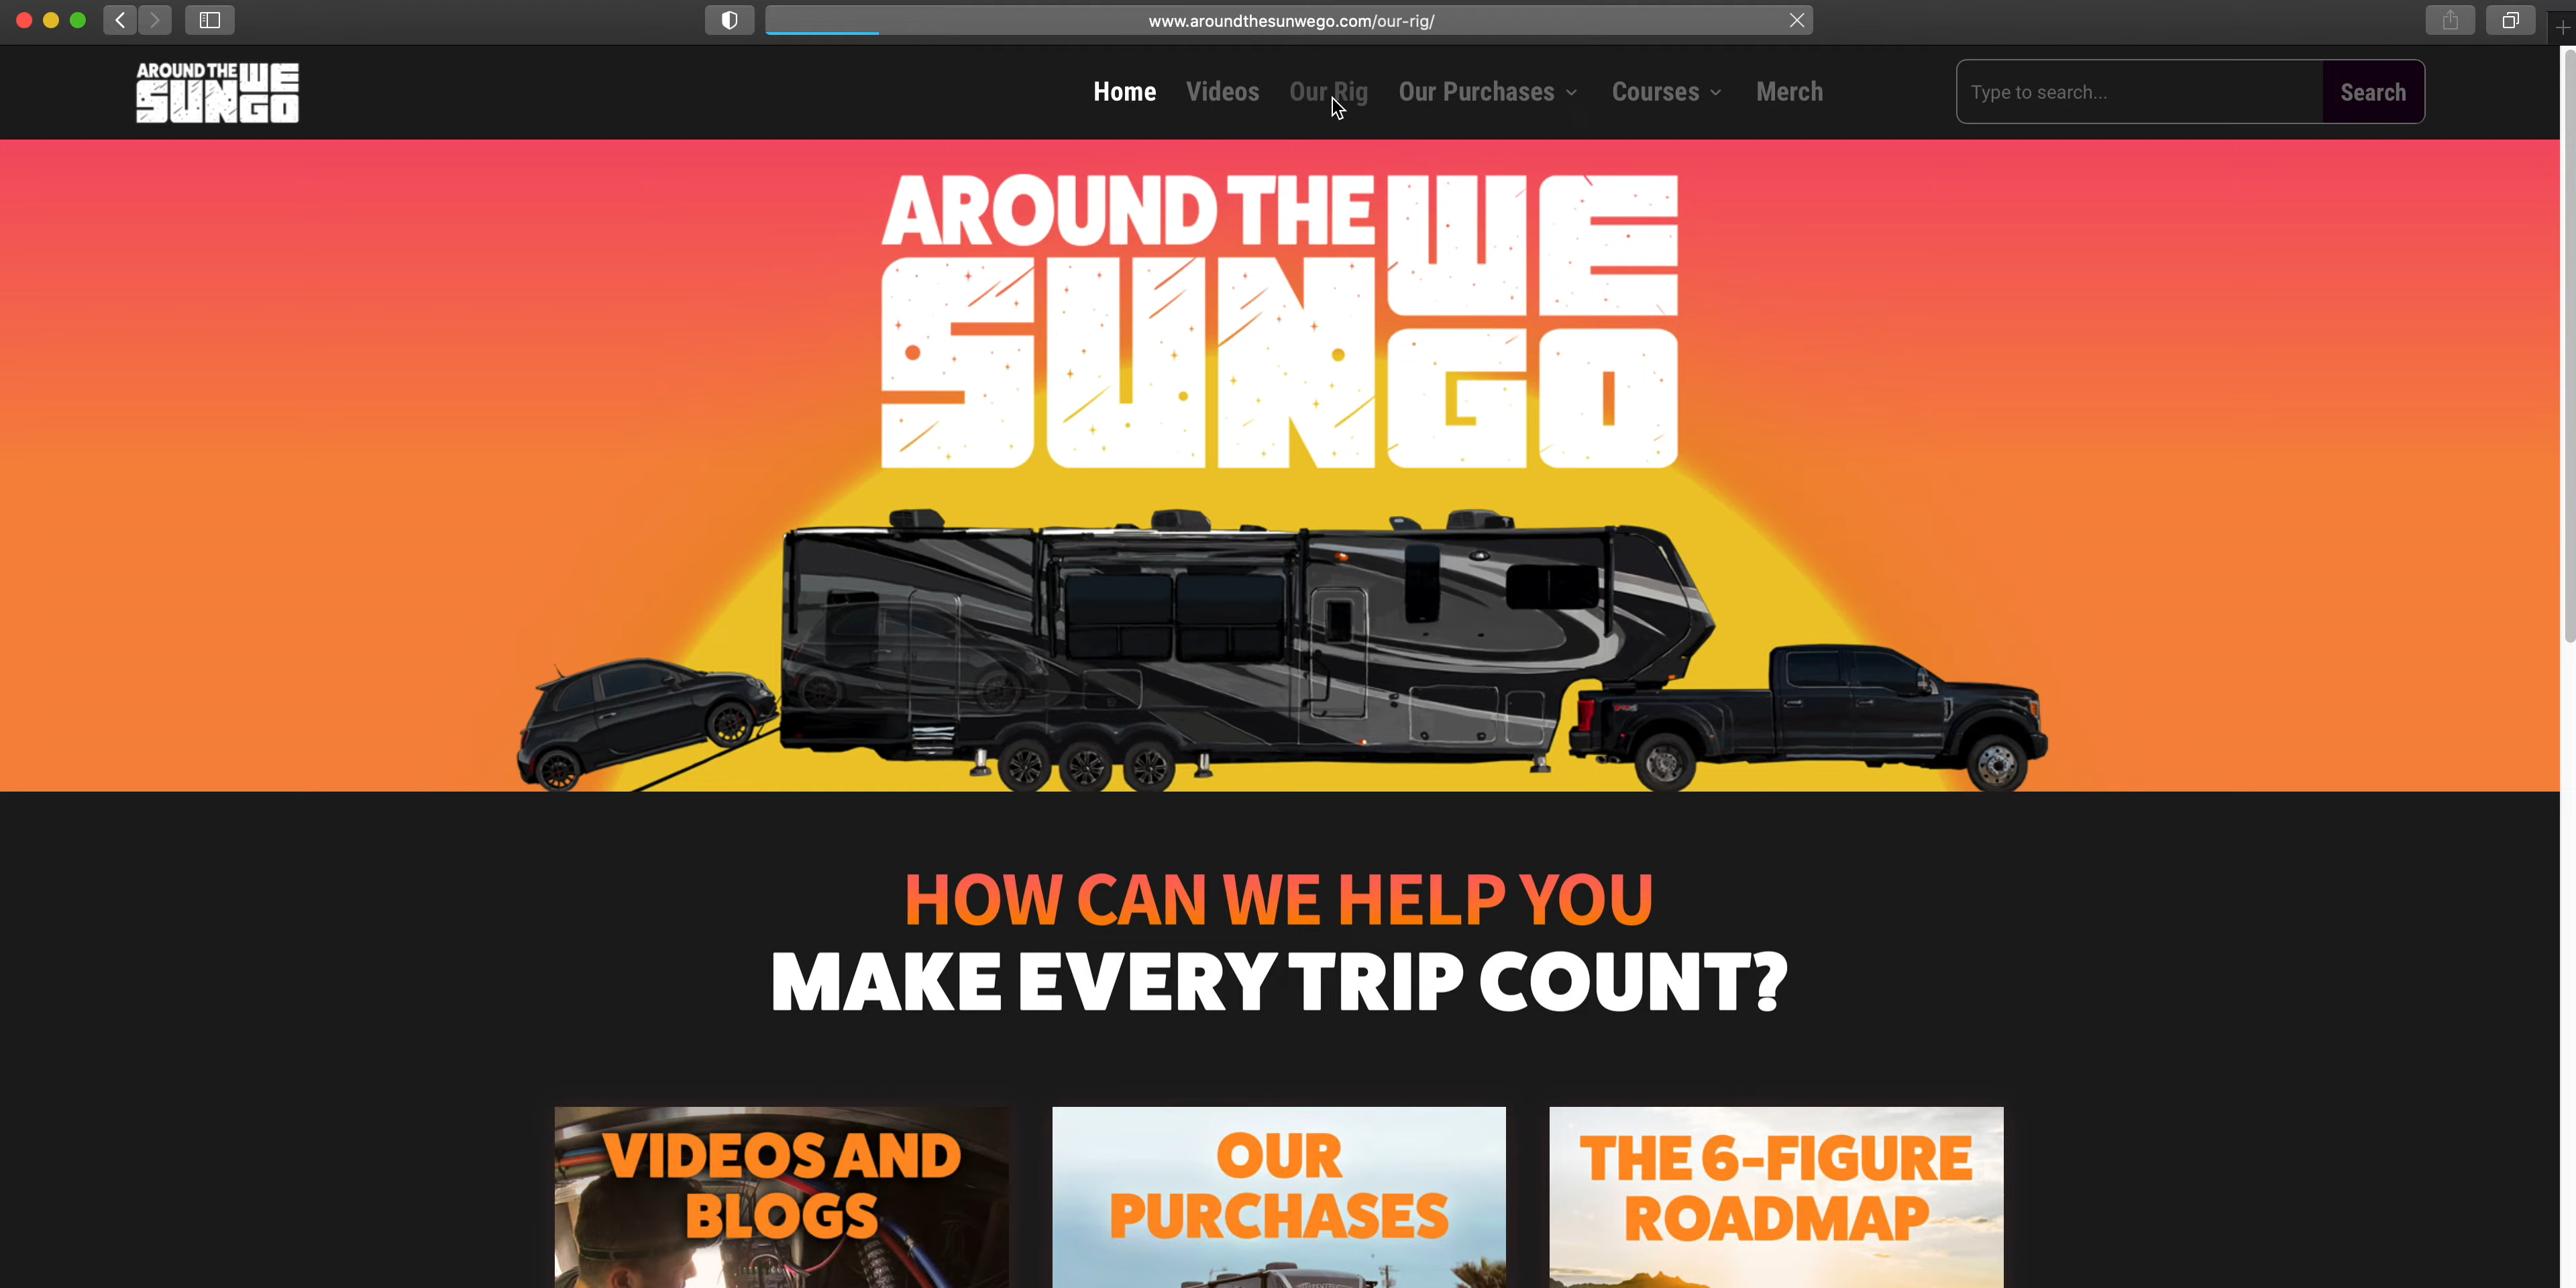 www.aroundthesunwego.com/our-rig/
AROUND THE WE
SUN GO
Home Videos Our Rig Our Purchases Courses Merch
Type to search...
Search
AROUND THE WE
SUN GO
HOW CAN WE HELP YOU
MAKE EVERY TRIP COUNT?
VIDEOS AND
BLOGS
OUR
PURCHASES
THE 6-FIGURE
ROADMAP